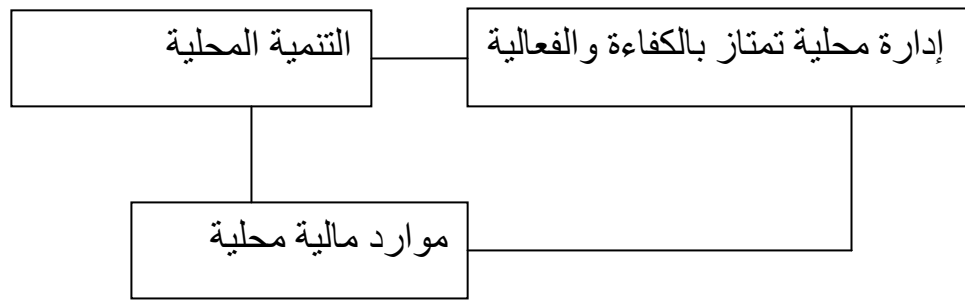 إدارة محلية تمتاز بالكفاءة والفعالية
التنمية المحلية
موارد مالية محلية